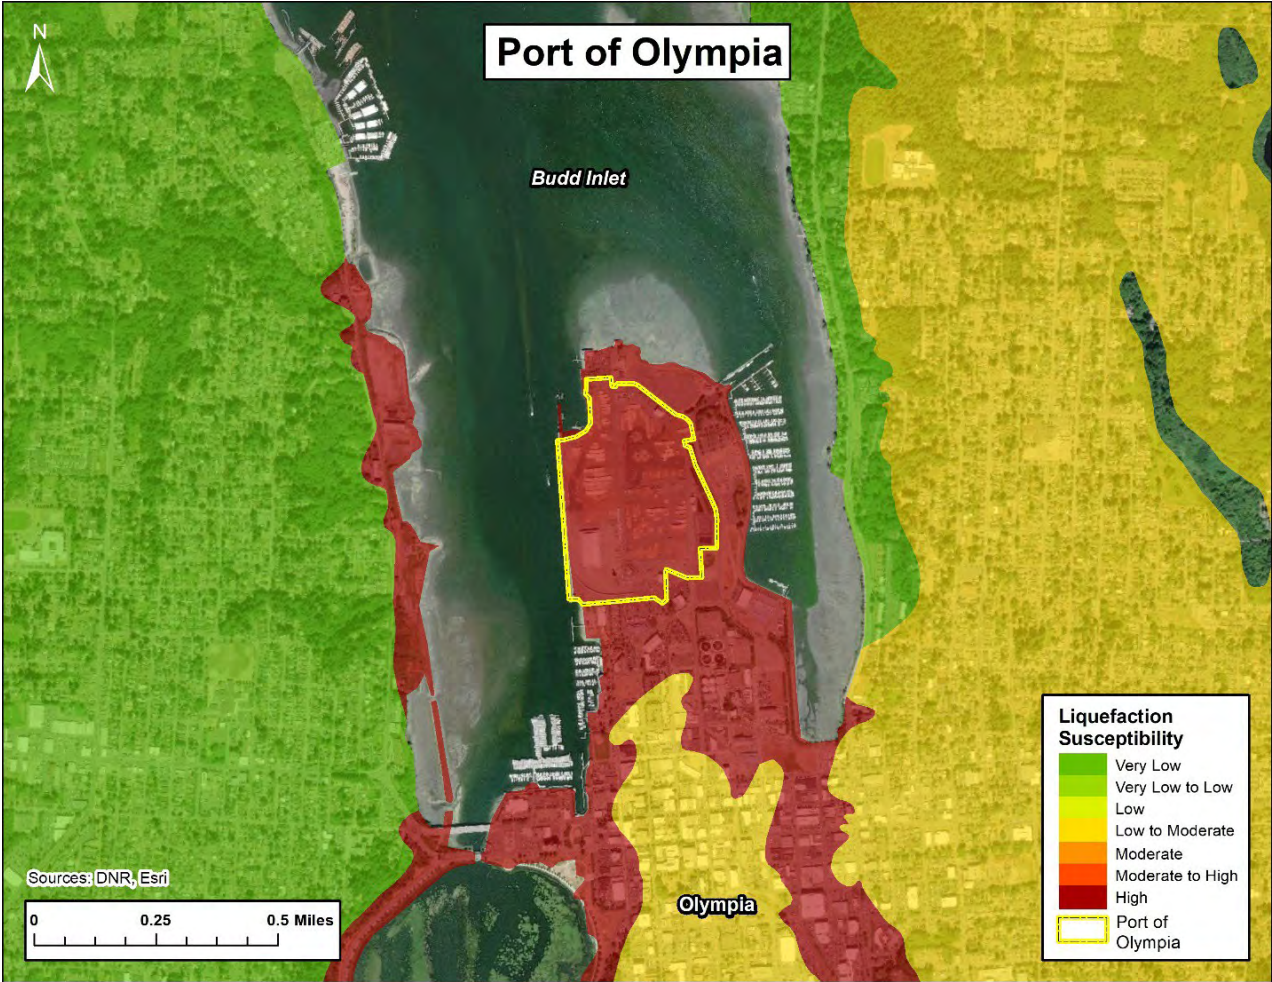 N
Port of Olympia
Budd Inlet
Olympia
Sources: DNR, Esri
0 0.25 0.5 Miles
Liquefaction
Susceptibility
Very Low
Very Low to Low
Low
Low to Moderate
Moderate
Moderate to High
High
Port of
Olympia